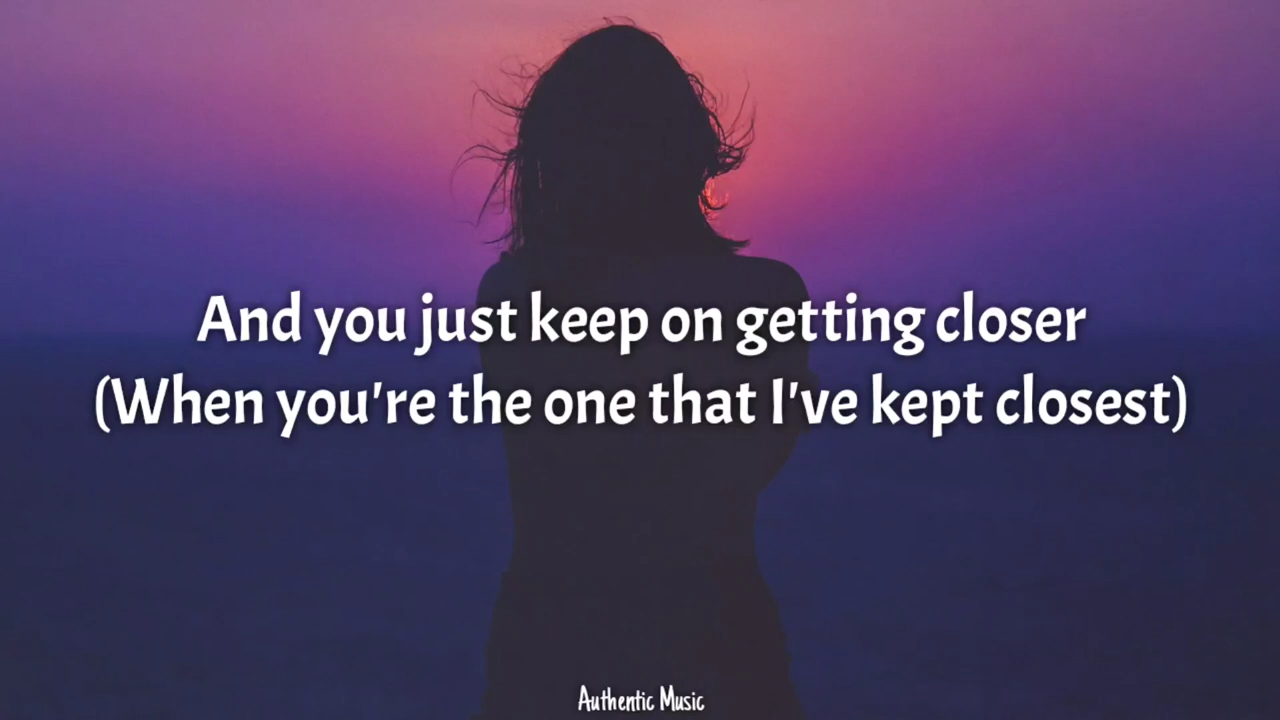 And you just keep on getting closer
(When you're the one that I've kept closest)
Authentic Music